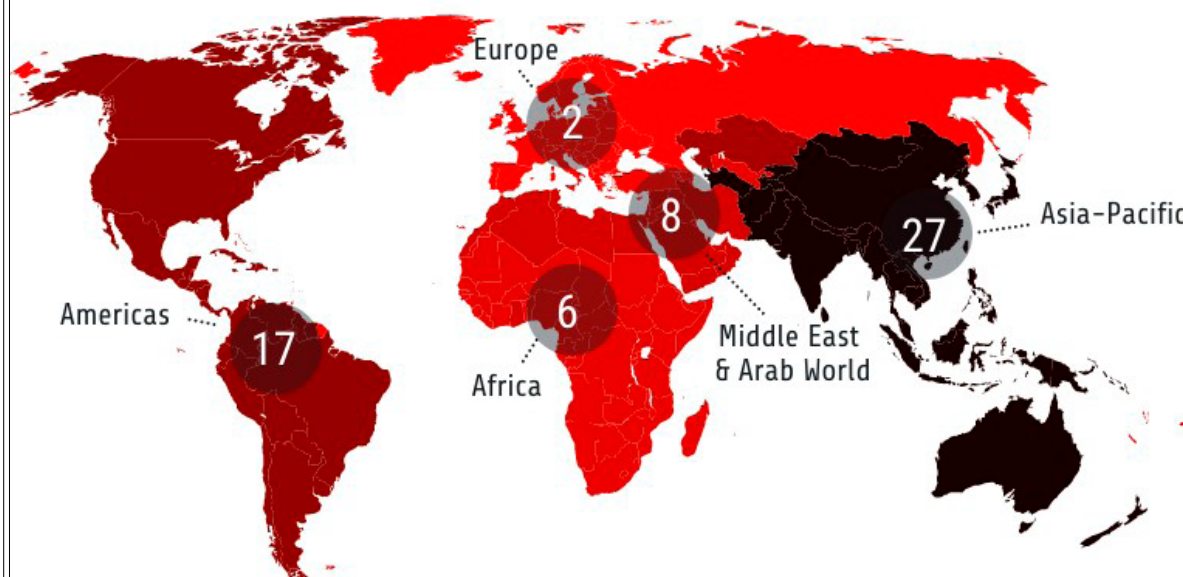 Europe
2
8
27
Asia-Pacific
Americas
17
6
Africa
Middle East
& Arab World